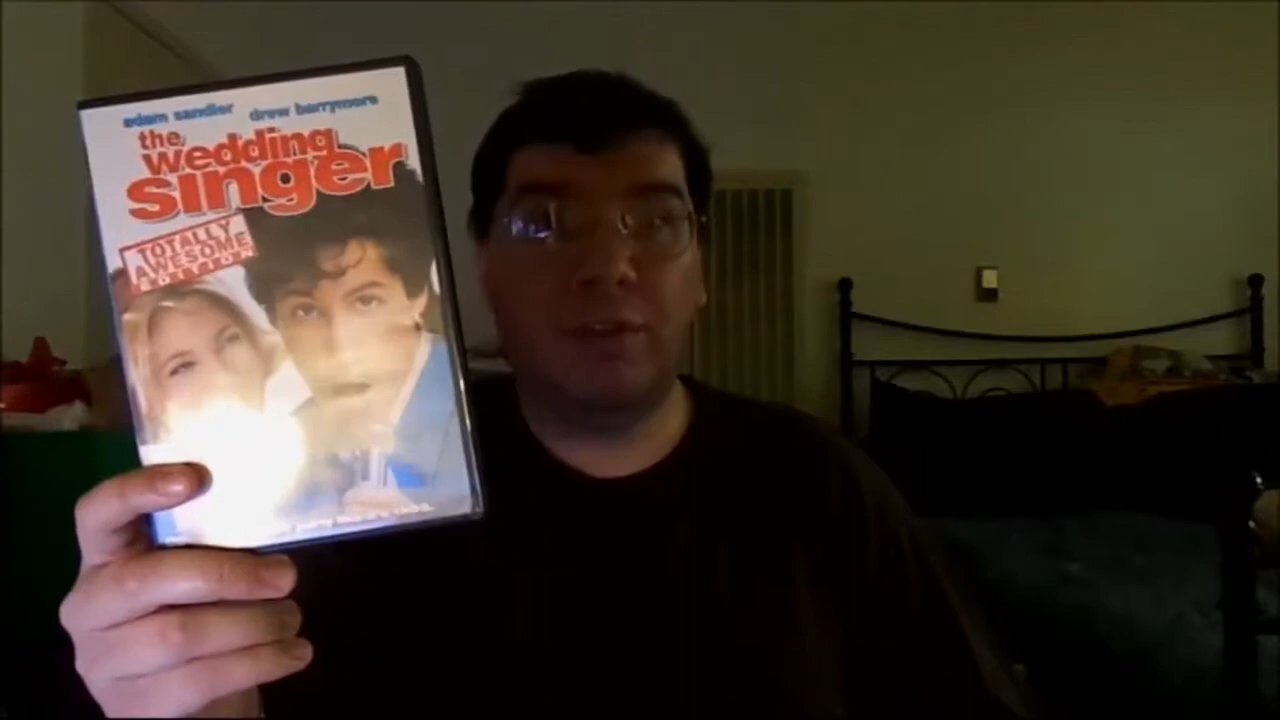 adam sandler drew barrymore
the
wedding
singer
TOTALLY
AWESOME
EDITION